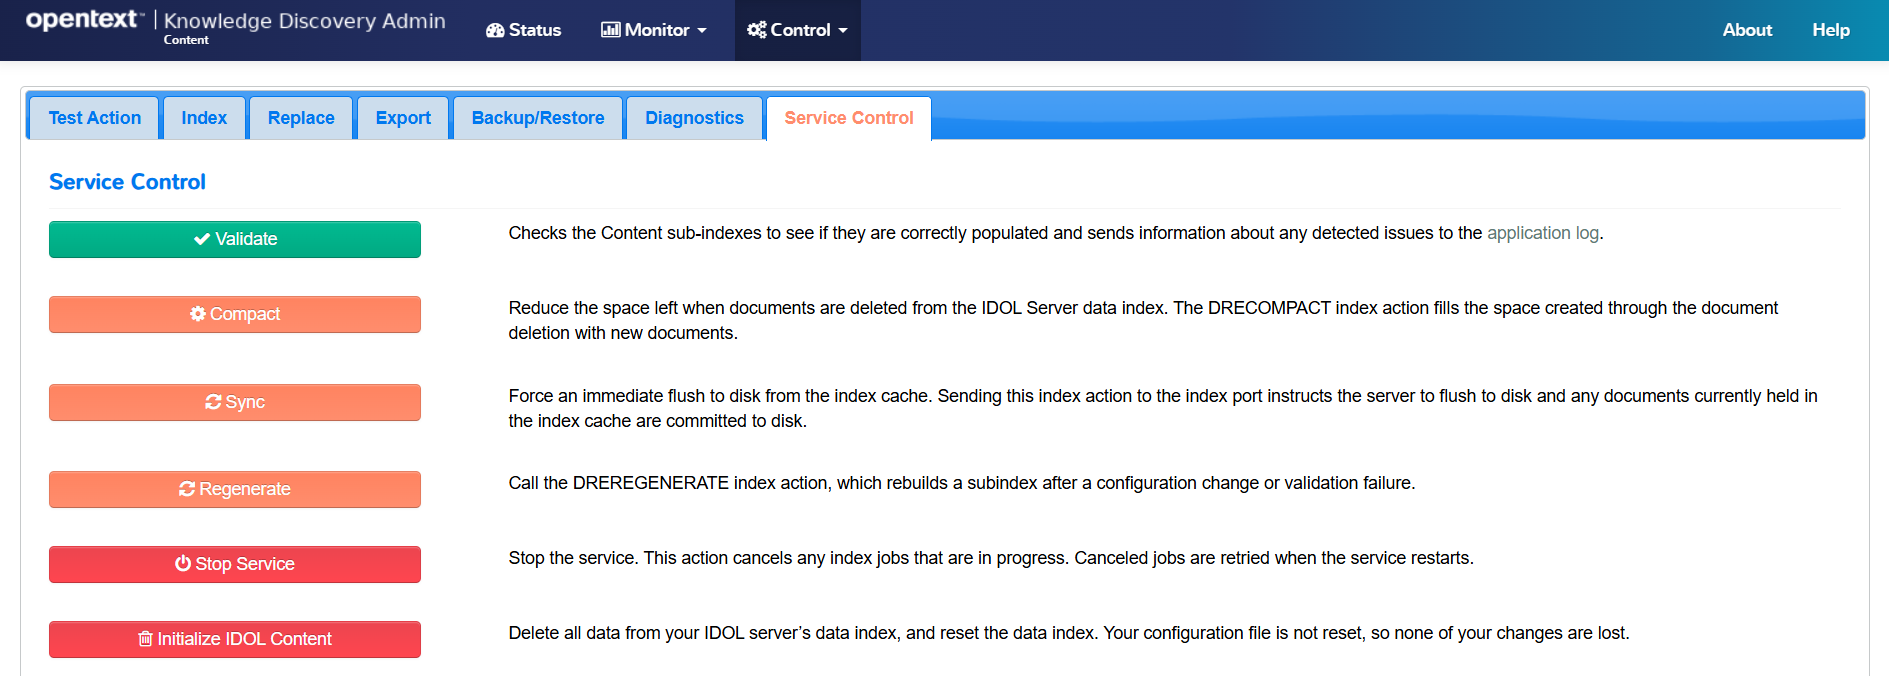 opentext™ | Knowledge Discovery Admin
Content
Status
Monitor
Control
About
Help
Test Action
Index
Replace
Export
Backup/Restore
Diagnostics
Service Control
Service Control
Validate
Checks the Content sub-indexes to see if they are correctly populated and sends information about any detected issues to the application log.
Compact
Reduce the space left when documents are deleted from the IDOL Server data index. The DRECOMPACT index action fills the space created through the document
deletion with new documents.
Sync
Force an immediate flush to disk from the index cache. Sending this index action to the index port instructs the server to flush to disk and any documents currently held in
the index cache are committed to disk.
Regenerate
Call the DREREGENERATE index action, which rebuilds a subindex after a configuration change or validation failure.
Stop Service
Stop the service. This action cancels any index jobs that are in progress. Canceled jobs are retried when the service restarts.
Initialize IDOL Content
Delete all data from your IDOL server’s data index, and reset the data index. Your configuration file is not reset, so none of your changes are lost.